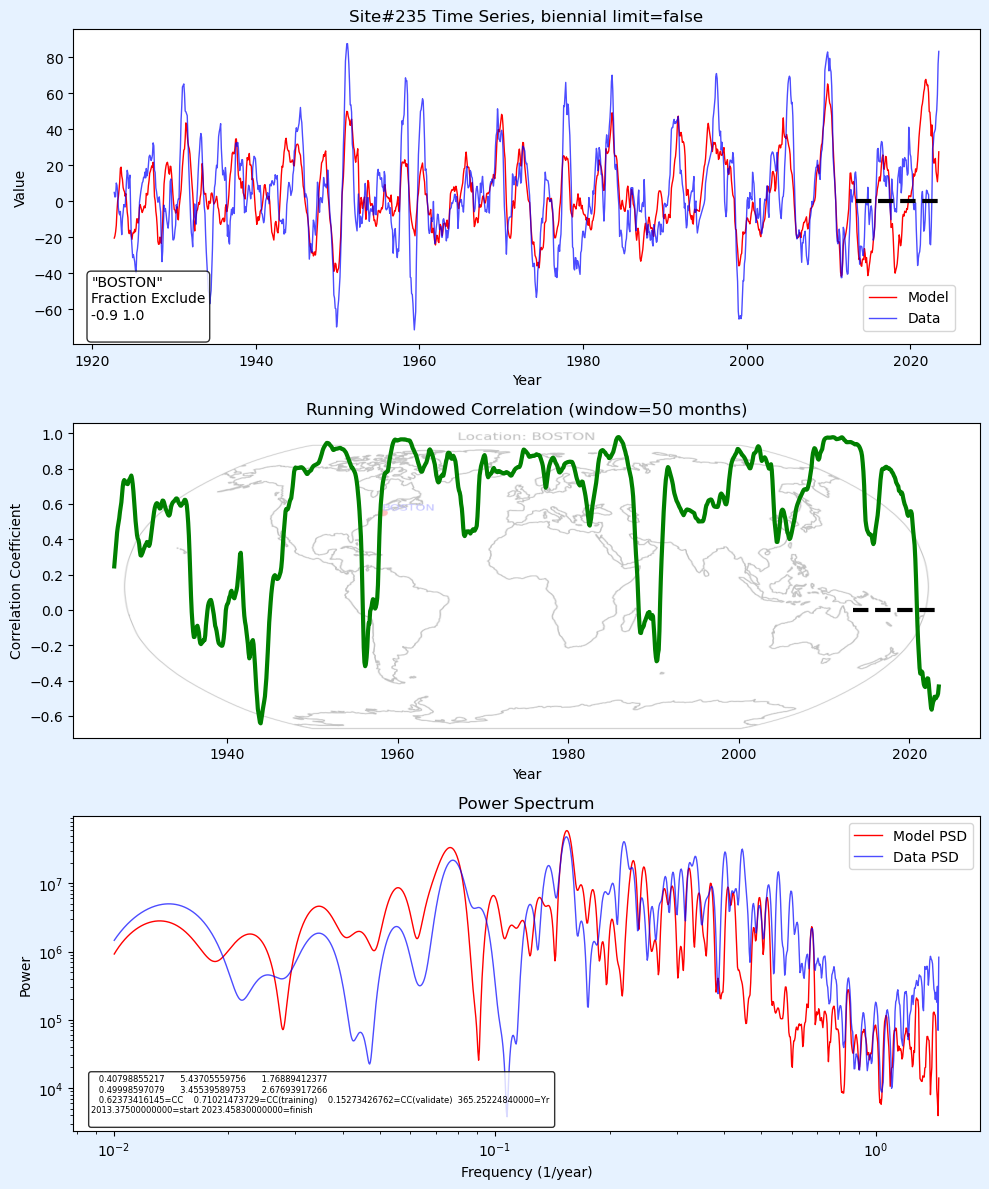 Site#235 Time Series, biennial limit=false
Value
80
60
40
20
0
−20
−40
−60
"BOSTON"
Fraction Exclude
-0.9 1.0
Model
Data
1920
1940
1960
1980
2000
2020
Year
Running Windowed Correlation (window=50 months)
Correlation Coefficient
1.0
0.8
0.6
0.4
0.2
0.0
−0.2
−0.4
−0.6
Location: BOSTON
BOSTON
1940
1960
1980
2000
2020
Year
Power Spectrum
Power
10⁷
10⁶
10⁵
10⁴
Model PSD
Data PSD
0.40798855217 5.43705559756 1.76889412377
0.49998597079 3.45539589753 2.67693917266
0.62373416145=CC 0.71021473729=CC(training) 0.15273426762=CC(validate) 365.25224840000=Yr
2013.37500000000=start 2023.45830000000=finish
10⁻²
10⁻¹
10⁰
Frequency (1/year)